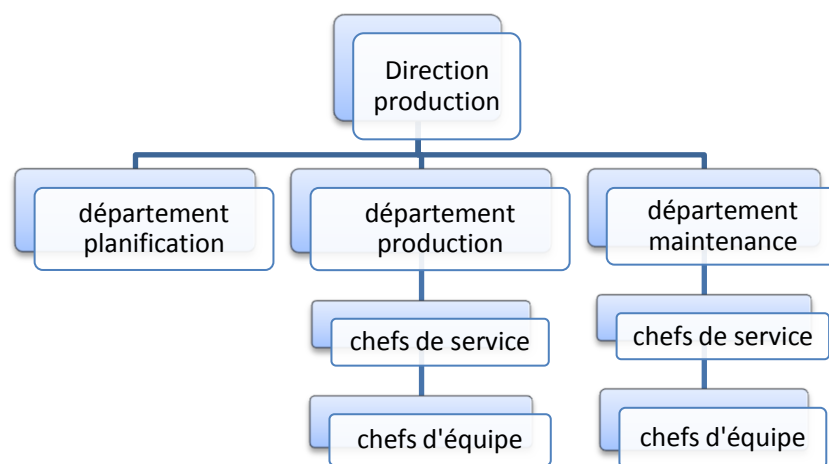 Direction
production
département
planification
département
production
département
maintenance
chefs de service
chefs de service
chefs d'équipe
chefs d'équipe